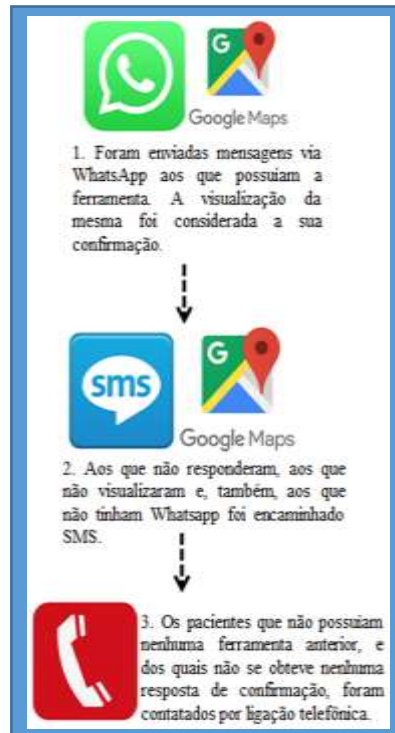 G
Google Maps
1. Foram enviadas mensagens via
WhatsApp aos que possuiam a
ferramenta. A visualização da
mesma foi considerada a sua
confirmação.
sms
G
Google Maps
2. Aos que não responderam, aos que
não visualizaram e, também, aos que
não tinham Whatsapp foi encaminhado
SMS.
3. Os pacientes que não possuiam
nenhuma ferramenta anterior, e
dos quais não se obteve nenhuma
resposta de confirmação, foram
contatados por ligação telefônica.